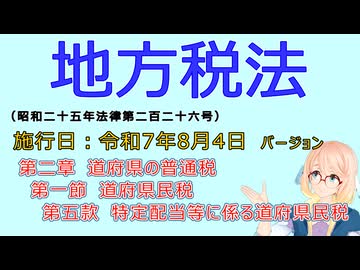 地方税法
(昭和二十五年法律第二百二十六号)
施行日:令和7年8月4日 バージョン
第二章 道府県の普通税
第一節 道府県民税
第五款 特定配当等に係る道府県民税